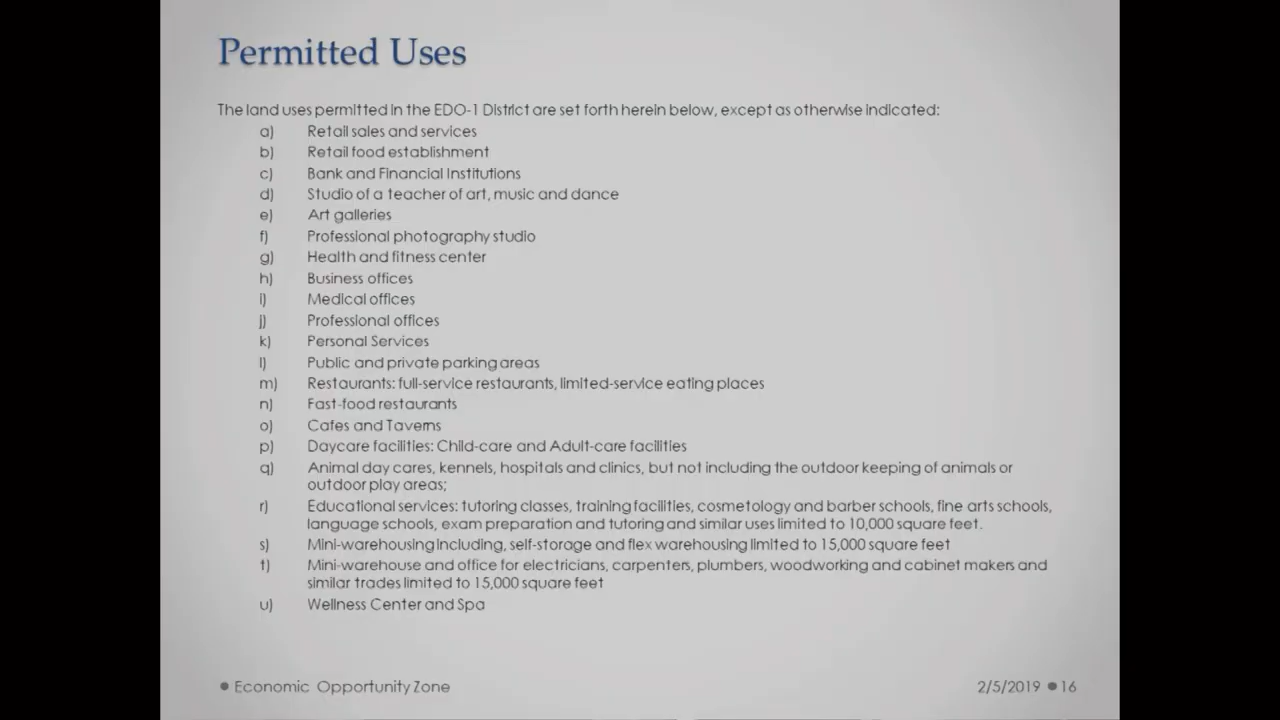 Permitted Uses
The land uses permitted in the EDO-1 District are set forth herein below, except as otherwise indicated:
a) Retail sales and services
b) Retail food establishment
c) Bank and Financial Institutions
d) Studio of a teacher of art, music and dance
e) Art galleries
f) Professional photography studio
g) Health and fitness center
h) Business offices
i) Medical offices
j) Professional offices
k) Personal Services
l) Public and private parking areas
m) Restaurants: full-service restaurants, limited-service eating places
n) Fast-food restaurants
o) Cafes and Taverns
p) Daycare facilities: Child-care and Adult-care facilities
q) Animal day cares, kennels, hospitals and clinics, but not including the outdoor keeping of animals or
outdoor play areas;
r) Educational services: tutoring classes, training facilities, cosmetology and barber schools, fine arts schools,
language schools, exam preparation and tutoring and similar uses limited to 10,000 square feet.
s) Mini-warehousing including, self-storage and flex warehousing limited to 15,000 square feet
t) Mini-warehouse and office for electricians, carpenters, plumbers, woodworking and cabinet makers and
similar trades limited to 15,000 square feet
u) Wellness Center and Spa
● Economic Opportunity Zone
2/5/2019 ● 16